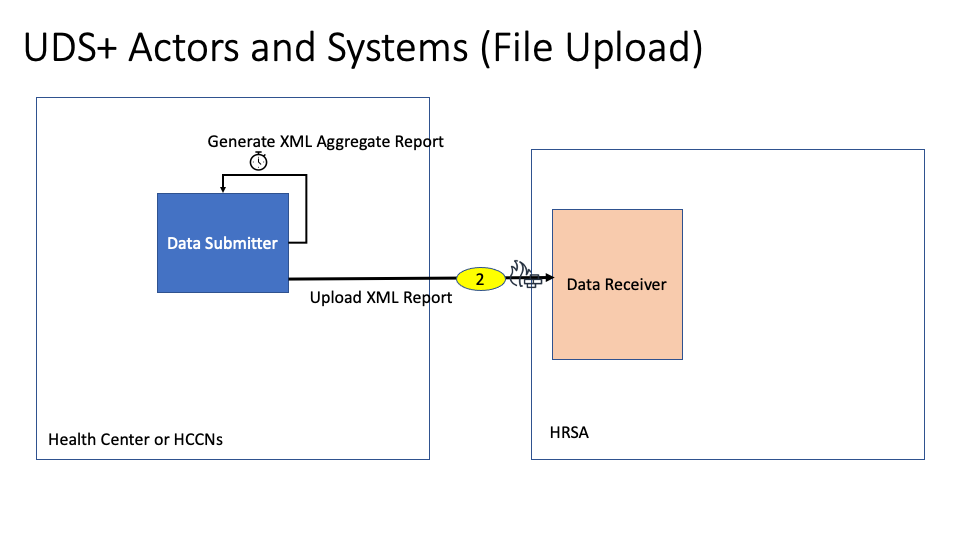 UDS+ Actors and Systems (File Upload)
Generate XML Aggregate Report
Data Submitter
2
Upload XML Report
Data Receiver
Health Center or HCCNs
HRSA